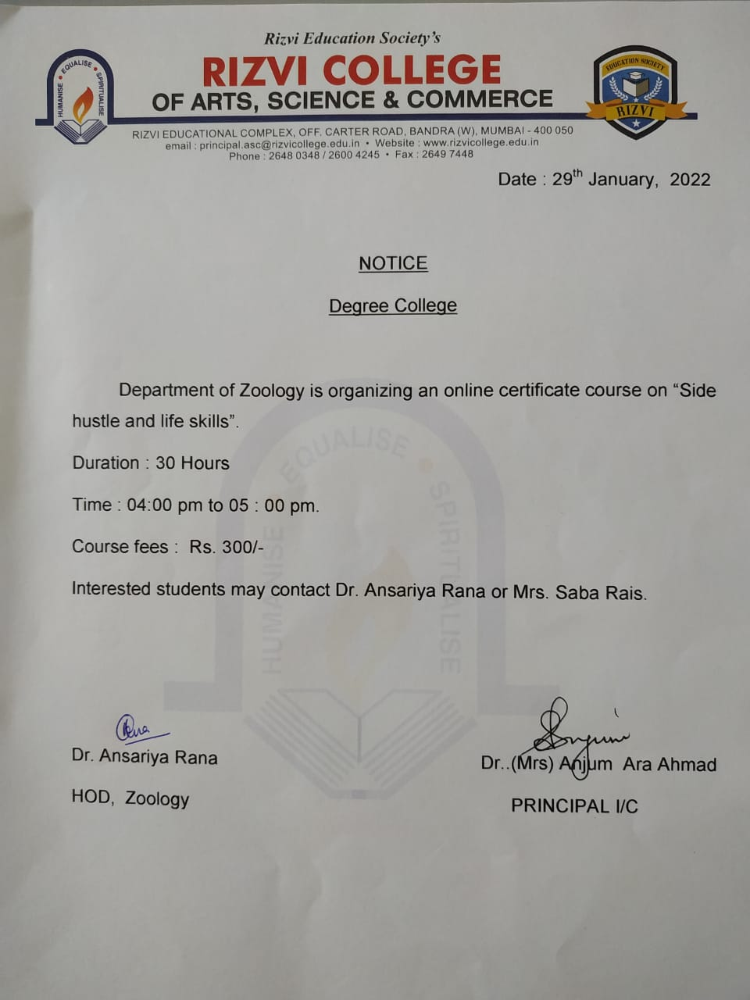 Rizvi Education Society's
RIZVI COLLEGE
OF ARTS, SCIENCE & COMMERCE
HUMANISE • EQUALISE • SPIRITUALISE
EDUCATION SOCIETY
RIZVI
RIZVI EDUCATIONAL COMPLEX, OFF. CARTER ROAD, BANDRA (W), MUMBAI - 400 050
email : principal.asc@rizvicollege.edu.in • Website : www.rizvicollege.edu.in
Phone : 2648 0348 / 2600 4245 • Fax : 2649 7448
Date : 29th January, 2022
NOTICE
Degree College
Department of Zoology is organizing an online certificate course on “Side
hustle and life skills”.
Duration : 30 Hours
Time : 04:00 pm to 05 : 00 pm.
Course fees : Rs. 300/-
Interested students may contact Dr. Ansariya Rana or Mrs. Saba Rais.
HUMANISE • EQUALISE • SPIRITUALISE
Rana
Dr. Ansariya Rana
Dr..(Mrs) Anjum Ara Ahmad
HOD, Zoology
PRINCIPAL I/C